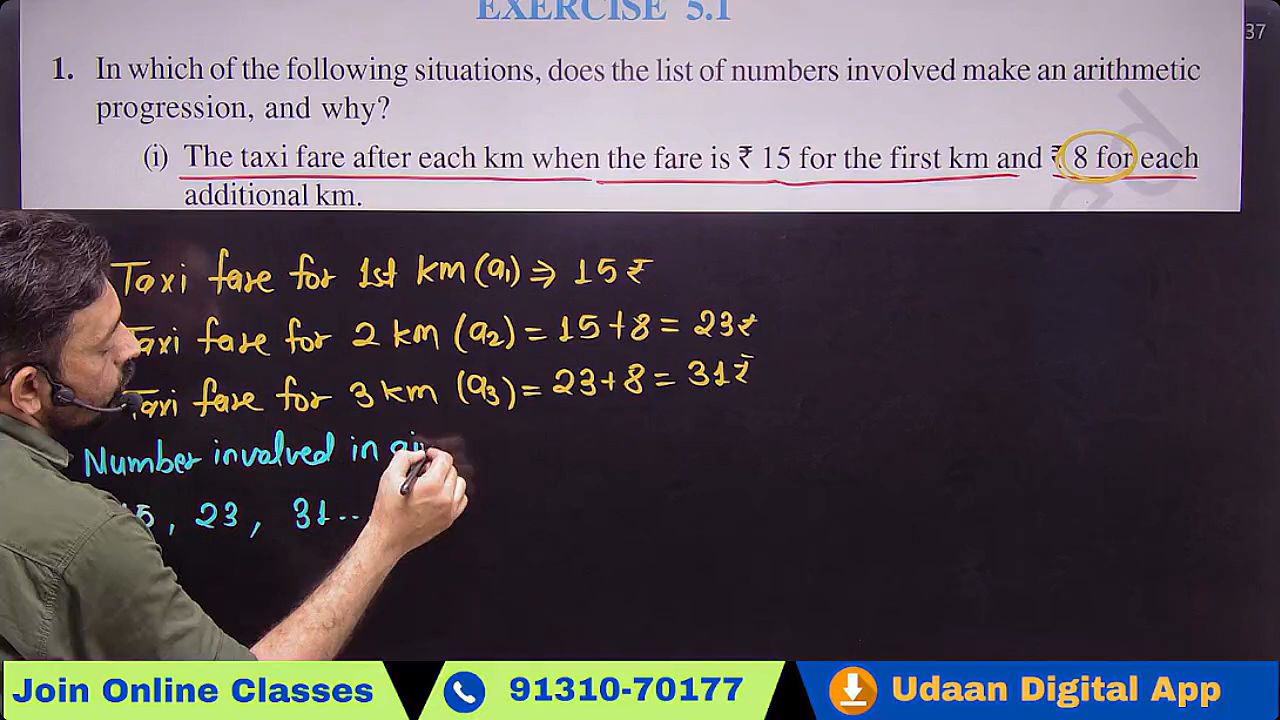 EXERCISE 5.1
37
1. In which of the following situations, does the list of numbers involved make an arithmetic
progression, and why?
(i) The taxi fare after each km when the fare is ₹ 15 for the first km and ₹ 8 for each
additional km.
Taxi fare for 1st km (a₁) ⇒ 15₹
Taxi fare for 2 km (a₂) = 15+8 = 23₹
Taxi fare for 3 km (a₃) = 23+8 = 31₹
Number involved in
15, 23, 31...
Join Online Classes
91310-70177
Udaan Digital App